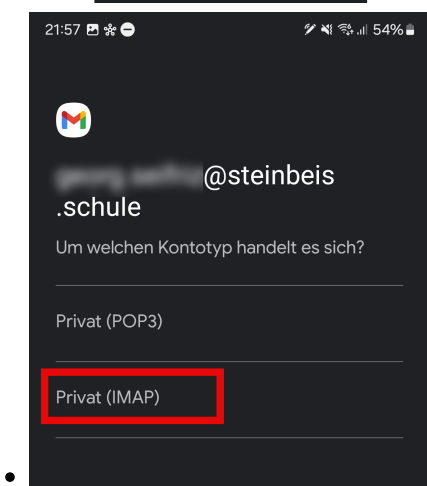 21:57 54%
@steinbeis
.schule
Um welchen Kontotyp handelt es sich?
Privat (POP3)
Privat (IMAP)